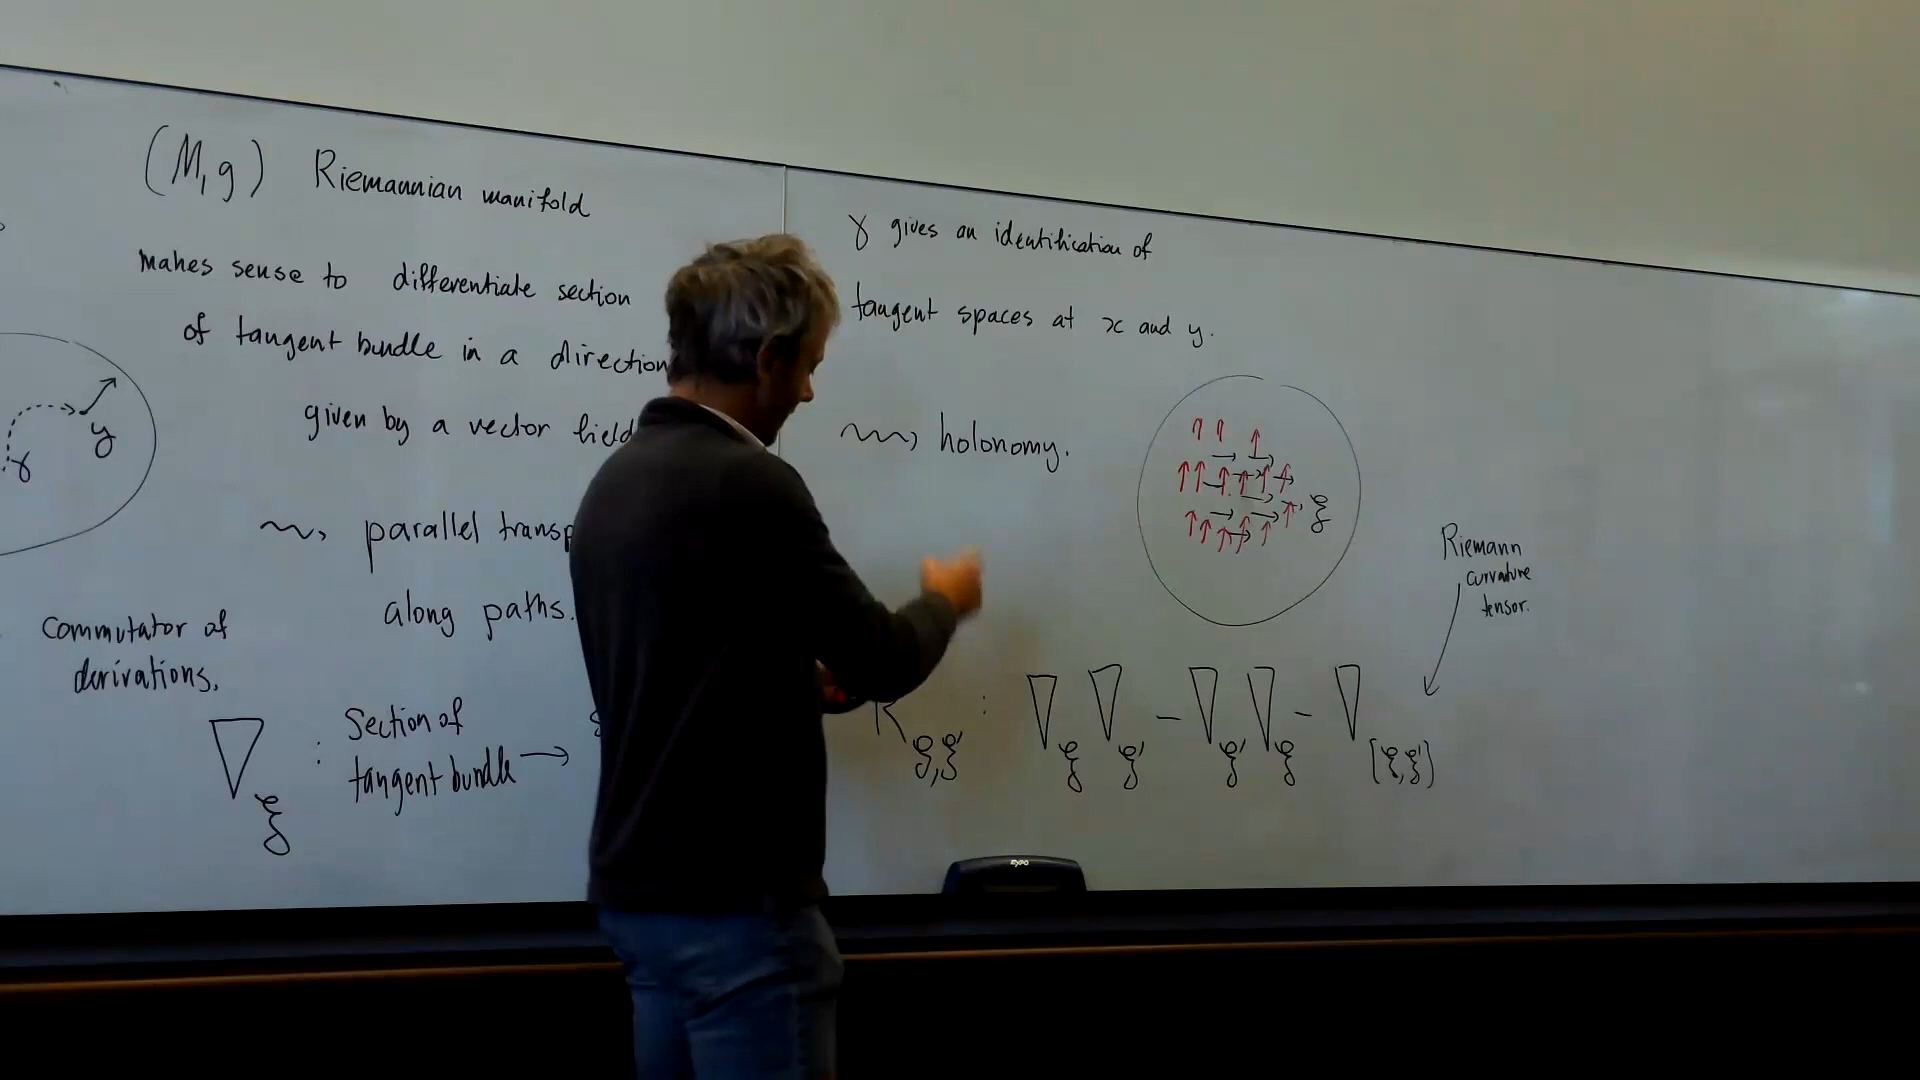 (M, g) Riemannian manifold
makes sense to differentiate section
of tangent bundle in a direction
given by a vector field
y
γ
⇝ parallel
along paths.
Commutator of
derivations.
∇_ξ : Section of
tangent bundle →
γ gives an identification of
tangent spaces at x and y.
⇝ holonomy.
ξ
Riemann
curvature
tensor.
R_{ξ,ξ'} : ∇_ξ ∇_ξ' − ∇_ξ' ∇_ξ − ∇_[ξ,ξ']
EXPO